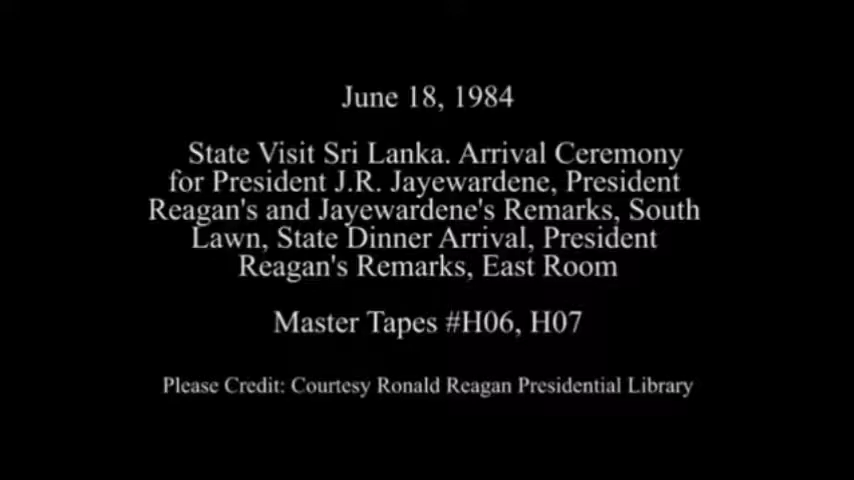 June 18, 1984
State Visit Sri Lanka. Arrival Ceremony
for President J.R. Jayewardene, President
Reagan's and Jayewardene's Remarks, South
Lawn, State Dinner Arrival, President
Reagan's Remarks, East Room
Master Tapes #H06, H07
Please Credit: Courtesy Ronald Reagan Presidential Library